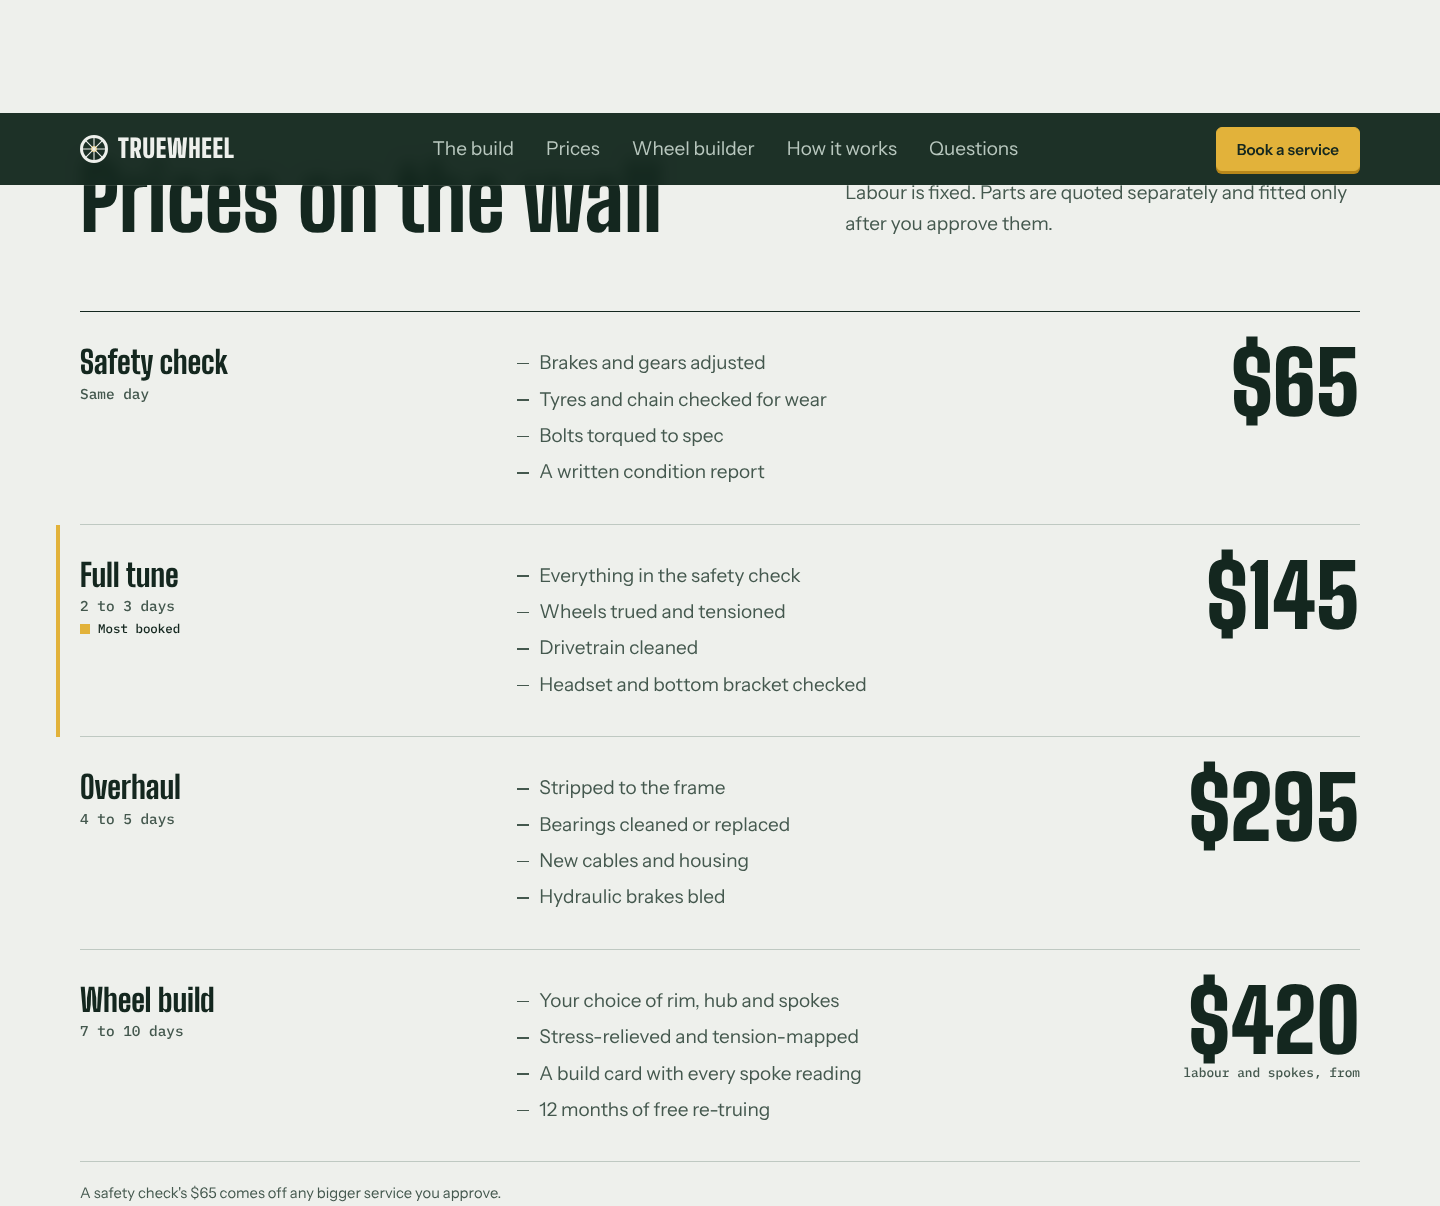 TRUEWHEEL
The build
Prices
Wheel builder
How it works
Questions
Book a service
Prices on the wall
Labour is fixed. Parts are quoted separately and fitted only
after you approve them.
Safety check
Same day
— Brakes and gears adjusted
— Tyres and chain checked for wear
— Bolts torqued to spec
— A written condition report
$65
Full tune
2 to 3 days
Most booked
— Everything in the safety check
— Wheels trued and tensioned
— Drivetrain cleaned
— Headset and bottom bracket checked
$145
Overhaul
4 to 5 days
— Stripped to the frame
— Bearings cleaned or replaced
— New cables and housing
— Hydraulic brakes bled
$295
Wheel build
7 to 10 days
— Your choice of rim, hub and spokes
— Stress-relieved and tension-mapped
— A build card with every spoke reading
— 12 months of free re-truing
$420
labour and spokes, from
A safety check's $65 comes off any bigger service you approve.